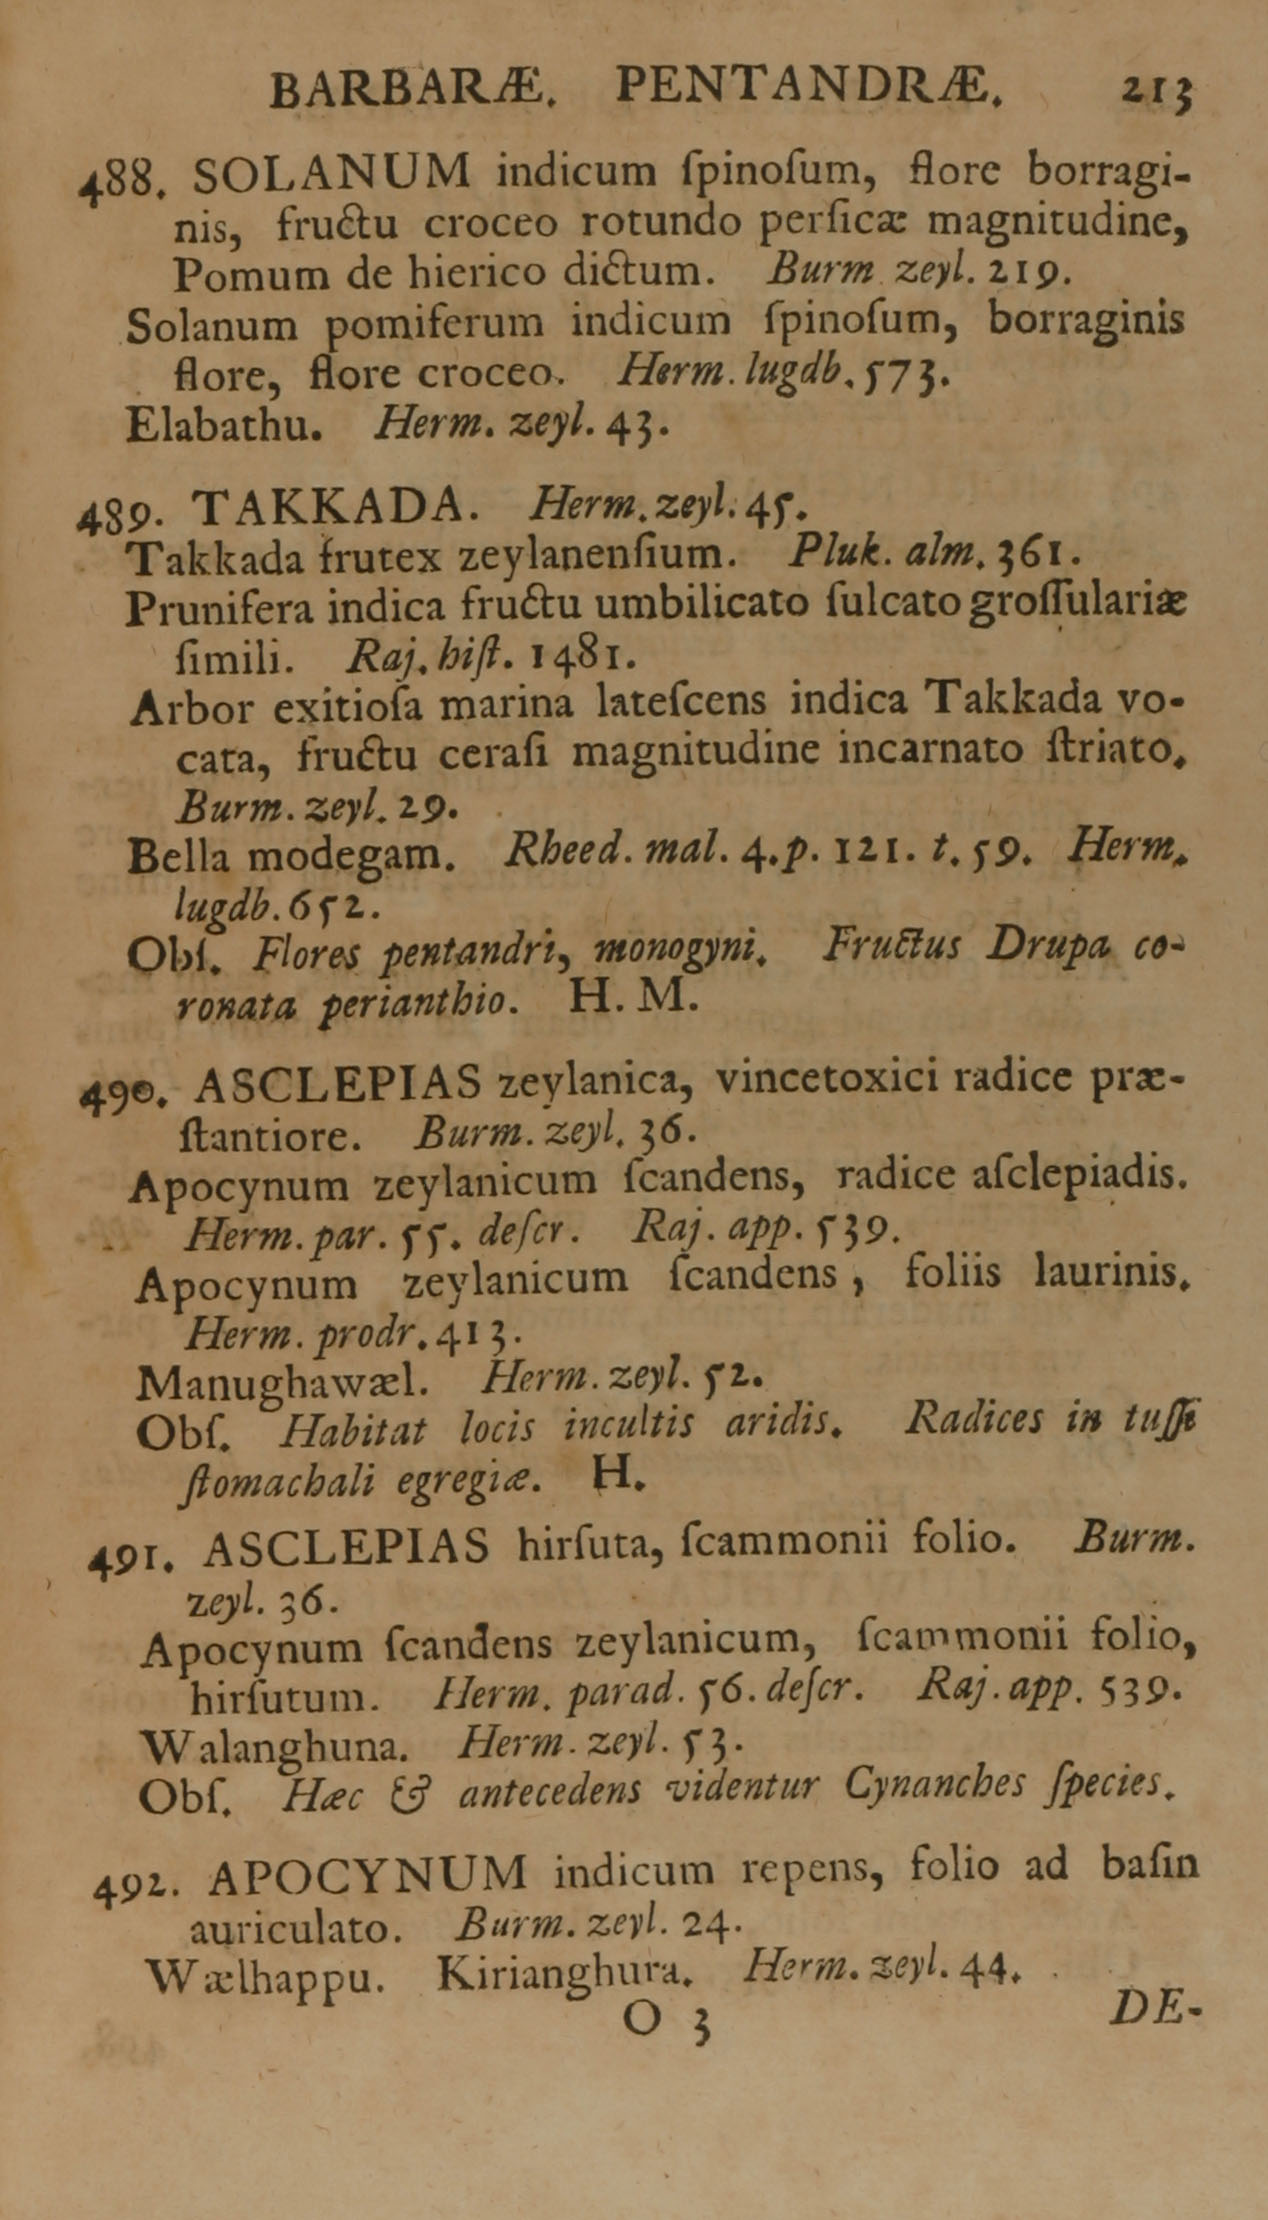 BARBARÆ. PENTANDRÆ. 213
488. SOLANUM indicum ſpinoſum, flore borragi-
nis, fructu croceo rotundo perſicæ magnitudine,
Pomum de hierico dictum. Burm. zeyl. 219.
Solanum pomiferum indicum ſpinoſum, borraginis
flore, flore croceo. Herm. lugdb. 573.
Elabathu. Herm. zeyl. 43.
489. TAKKADA. Herm. zeyl. 45.
Takkada frutex zeylanenſium. Pluk. alm. 361.
Prunifera indica fructu umbilicato ſulcato groſſulariæ
ſimili. Raj. hiſt. 1481.
Arbor exitioſa marina lateſcens indica Takkada vo-
cata, fructu ceraſi magnitudine incarnato ſtriato.
Burm. zeyl. 29.
Bella modegam. Rheed. mal. 4. p. 121. t. 59. Herm.
lugdb. 652.
Obſ. Flores pentandri, monogyni. Fructus Drupa co-
ronata perianthio. H. M.
490. ASCLEPIAS zeylanica, vincetoxici radice præ-
ſtantiore. Burm. zeyl. 36.
Apocynum zeylanicum ſcandens, radice aſclepiadis.
Herm. par. 55. deſcr. Raj. app. 539.
Apocynum zeylanicum ſcandens, foliis laurinis.
Herm. prodr. 413.
Manughawæl. Herm. zeyl. 52.
Obſ. Habitat locis incultis aridis. Radices in tuſſi
ſtomachali egregiæ. H.
491. ASCLEPIAS hirſuta, ſcammonii folio. Burm.
zeyl. 36.
Apocynum ſcandens zeylanicum, ſcammonii folio,
hirſutum. Herm. parad. 56. deſcr. Raj. app. 539.
Walanghuna. Herm. zeyl. 53.
Obſ. Hæc & antecedens videntur Cynanches ſpecies.
492. APOCYNUM indicum repens, folio ad baſin
auriculato. Burm. zeyl. 24.
Wælhappu. Kirianghura. Herm. zeyl. 44.
O 3 DE-